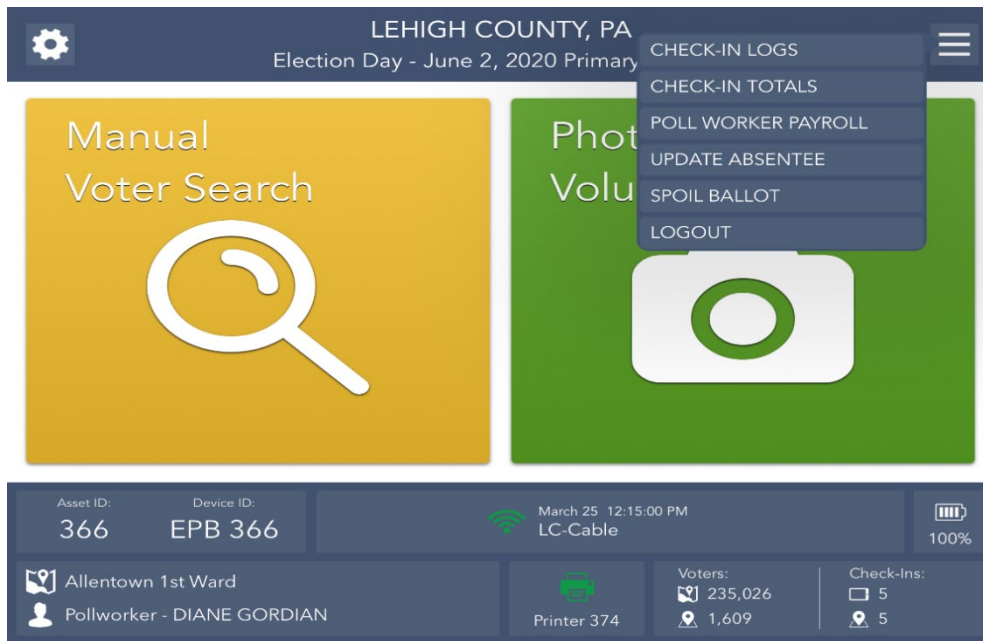 LEHIGH COUNTY, PA
Election Day - June 2, 2020 Primary
CHECK-IN LOGS
CHECK-IN TOTALS
POLL WORKER PAYROLL
UPDATE ABSENTEE
SPOIL BALLOT
LOGOUT
Manual
Voter Search
Phot
Volu
Asset ID:
366
Device ID:
EPB 366
March 25 12:15:00 PM
LC-Cable
100%
Allentown 1st Ward
Pollworker - DIANE GORDIAN
Printer 374
Voters:
235,026
1,609
Check-Ins:
5
5